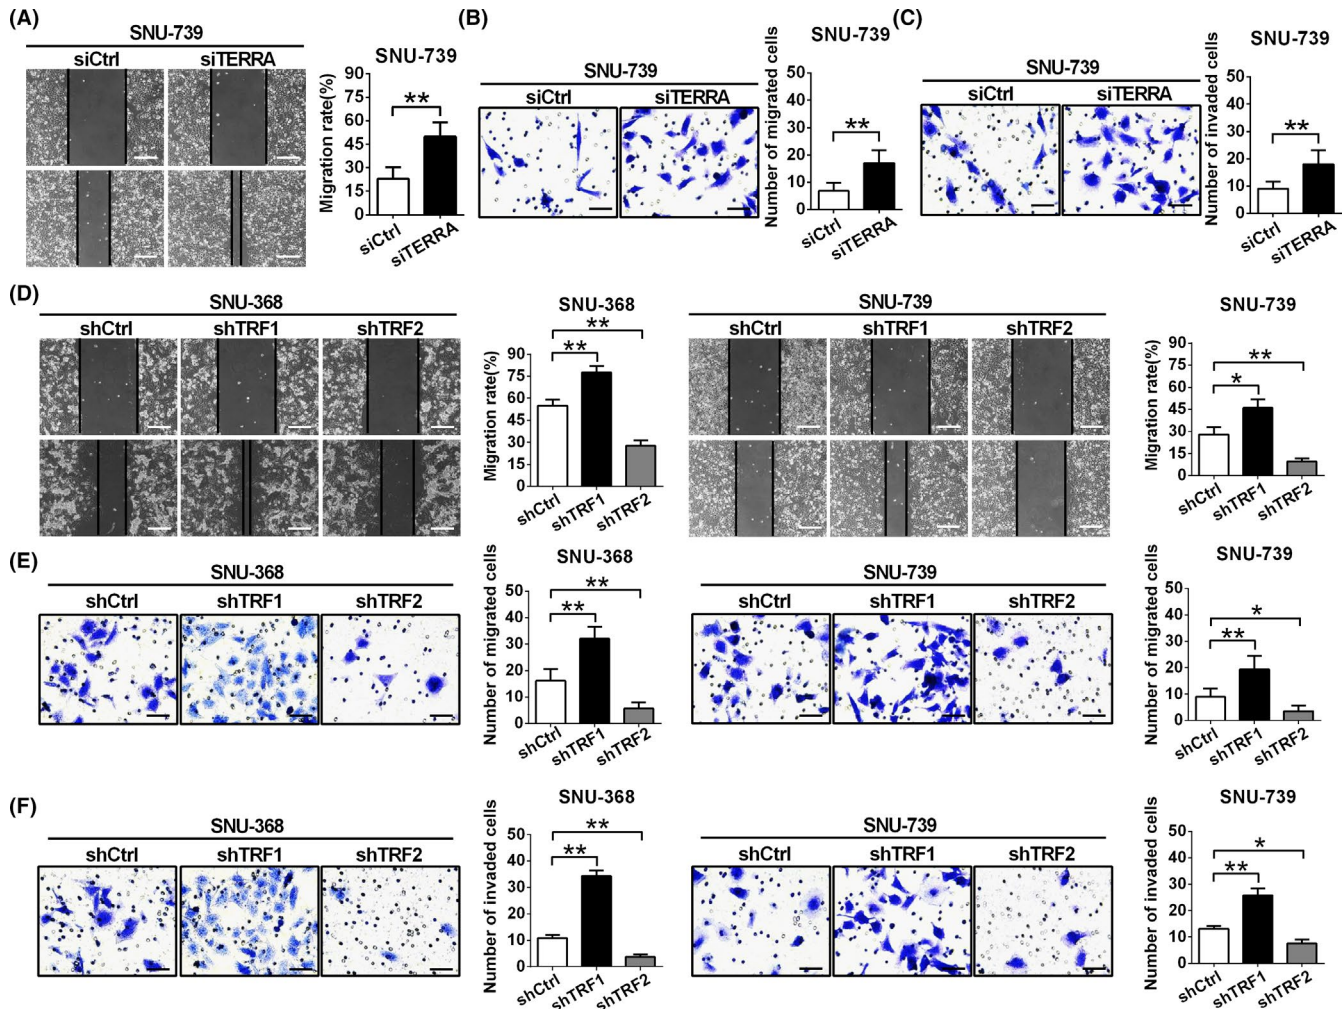 (A)
SNU-739
siCtrl siTERRA
SNU-739
Migration rate(%)
90
75
60
45
30
15
0
**
siCtrl
siTERRA
(B)
SNU-739
siCtrl siTERRA
SNU-739
Number of migrated cells
50
40
30
20
10
0
**
siCtrl
siTERRA
(C)
SNU-739
siCtrl siTERRA
SNU-739
Number of invaded cells
50
40
30
20
10
0
**
siCtrl
siTERRA
(D)
SNU-368
shCtrl shTRF1 shTRF2
SNU-368
Migration rate(%)
90
75
60
45
30
15
0
**
**
shCtrl
shTRF1
shTRF2
SNU-739
shCtrl shTRF1 shTRF2
SNU-739
Migration rate(%)
90
75
60
45
30
15
0
**
*
shCtrl
shTRF1
shTRF2
(E)
SNU-368
shCtrl shTRF1 shTRF2
SNU-368
Number of migrated cells
50
40
30
20
10
0
**
**
shCtrl
shTRF1
shTRF2
SNU-739
shCtrl shTRF1 shTRF2
SNU-739
Number of migrated cells
50
40
30
20
10
0
*
**
shCtrl
shTRF1
shTRF2
(F)
SNU-368
shCtrl shTRF1 shTRF2
SNU-368
Number of invaded cells
50
40
30
20
10
0
**
**
shCtrl
shTRF1
shTRF2
SNU-739
shCtrl shTRF1 shTRF2
SNU-739
Number of invaded cells
50
40
30
20
10
0
*
**
shCtrl
shTRF1
shTRF2